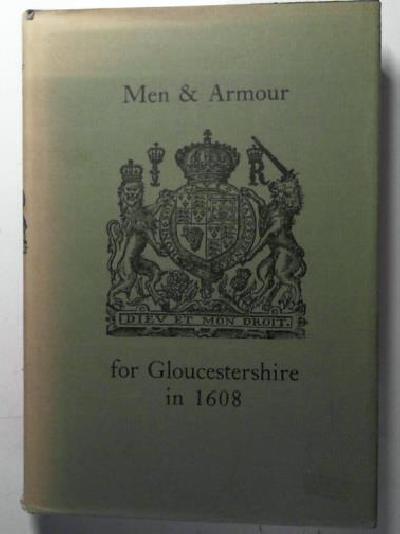 Men & Armour
I R
DIEV ET MON DROIT.
for Gloucestershire
in 1608